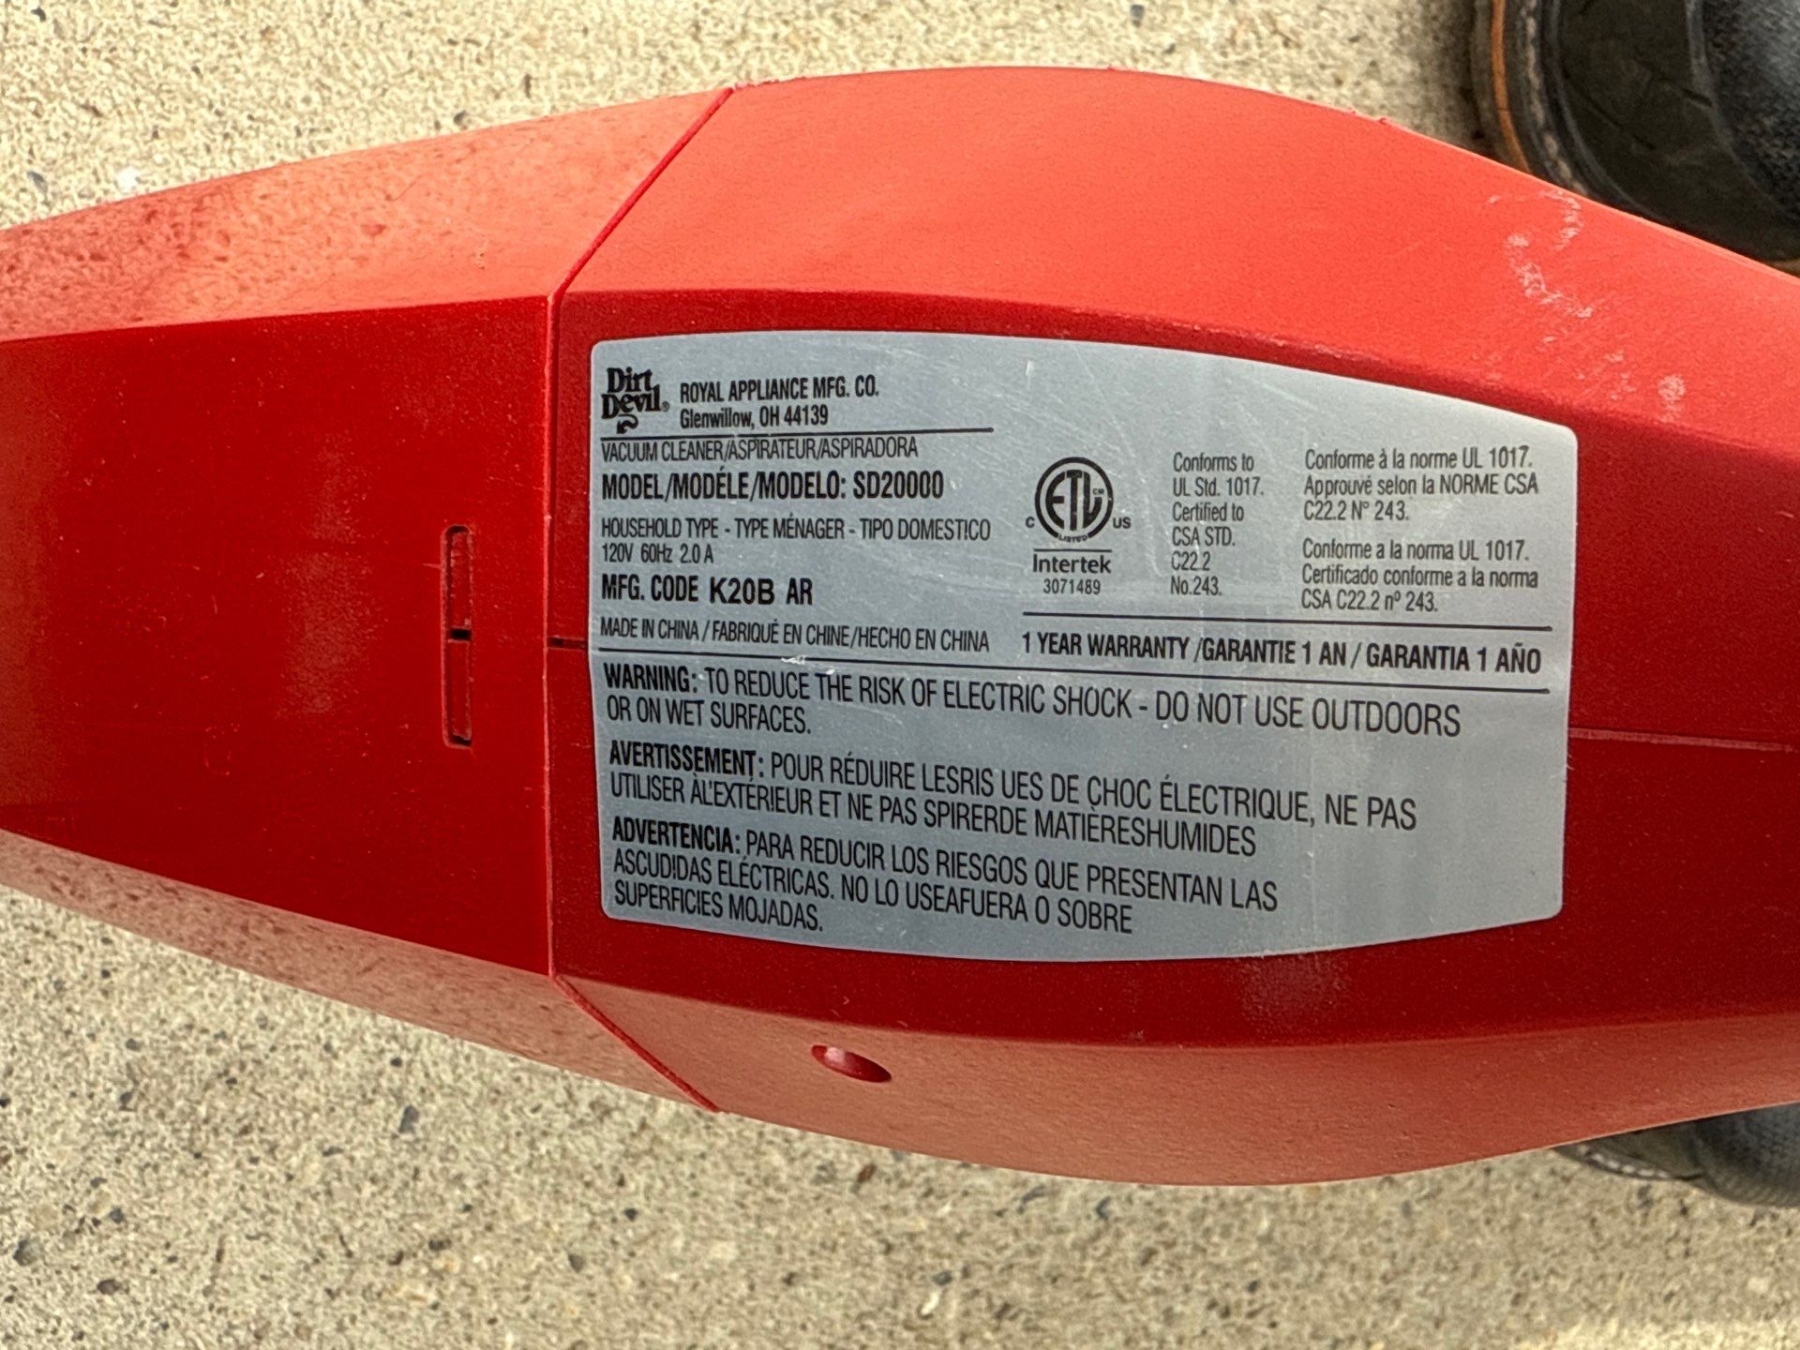 Dirt
Devil®
ROYAL APPLIANCE MFG. CO.
Glenwillow, OH 44139
VACUUM CLEANER/ASPIRATEUR/ASPIRADORA
MODEL/MODÉLE/MODELO: SD20000
HOUSEHOLD TYPE - TYPE MÉNAGER - TIPO DOMESTICO
120V 60Hz 2.0 A
MFG. CODE K20B AR
MADE IN CHINA / FABRIQUÉ EN CHINE/HECHO EN CHINA
ETL CM
LISTED
C US
Intertek
3071489
Conforms to
UL Std. 1017.
Certified to
CSA STD.
C22.2
No.243.
Conforme à la norme UL 1017.
Approuvé selon la NORME CSA
C22.2 N° 243.
Conforme a la norma UL 1017.
Certificado conforme a la norma
CSA C22.2 nº 243.
1 YEAR WARRANTY /GARANTIE 1 AN / GARANTIA 1 AÑO
WARNING: TO REDUCE THE RISK OF ELECTRIC SHOCK - DO NOT USE OUTDOORS
OR ON WET SURFACES.
AVERTISSEMENT: POUR RÉDUIRE LESRIS UES DE CHOC ÉLECTRIQUE, NE PAS
UTILISER ÀL'EXTÉRIEUR ET NE PAS SPIRERDE MATIÈRESHUMIDES
ADVERTENCIA: PARA REDUCIR LOS RIESGOS QUE PRESENTAN LAS
ASCUDIDAS ELÉCTRICAS. NO LO USEAFUERA O SOBRE
SUPERFICIES MOJADAS.